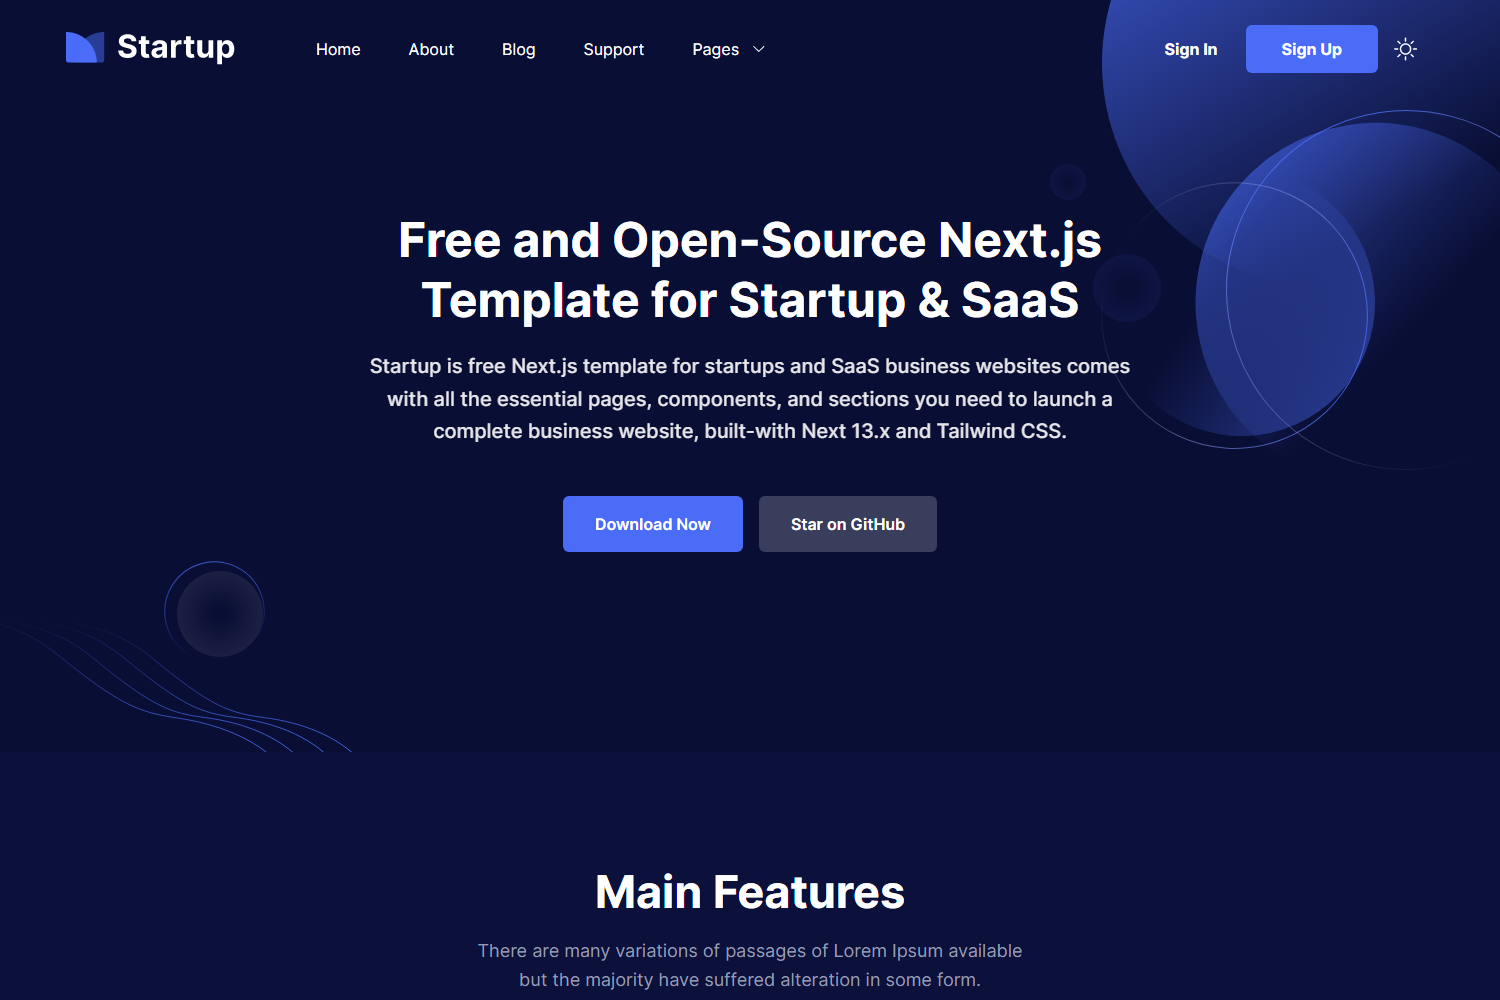 Startup
Home
About
Blog
Support
Pages
Sign In
Sign Up
Free and Open-Source Next.js
Template for Startup & SaaS
Startup is free Next.js template for startups and SaaS business websites comes
with all the essential pages, components, and sections you need to launch a
complete business website, built-with Next 13.x and Tailwind CSS.
Download Now
Star on GitHub
Main Features
There are many variations of passages of Lorem Ipsum available
but the majority have suffered alteration in some form.